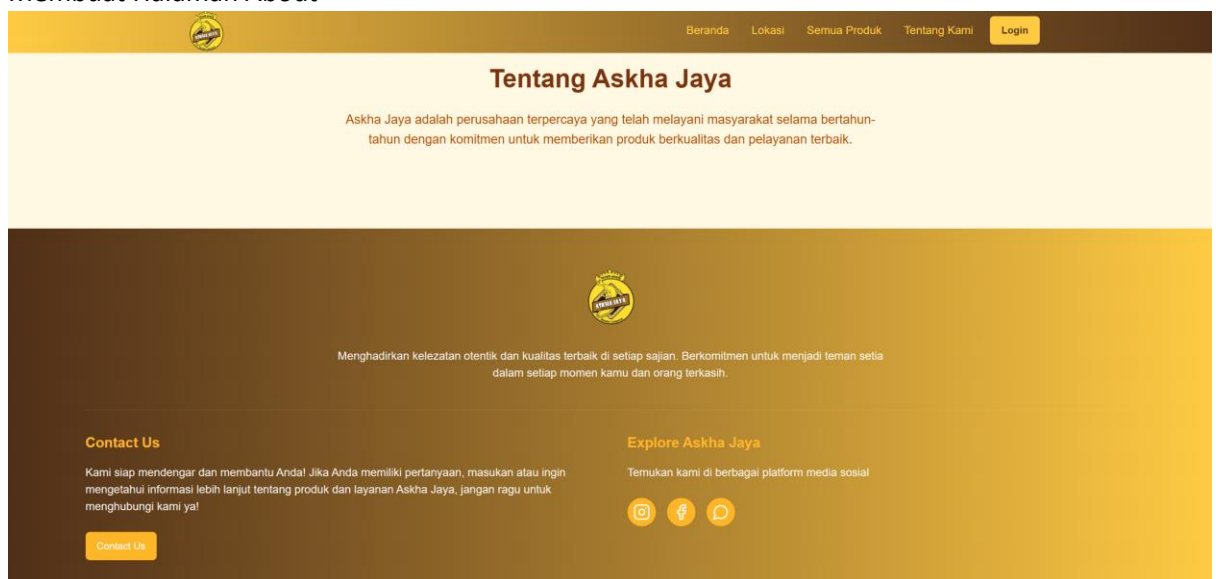 Membuat Halaman About
ASKHA JAYA
Beranda Lokasi Semua Produk Tentang Kami Login
Tentang Askha Jaya
Askha Jaya adalah perusahaan terpercaya yang telah melayani masyarakat selama bertahun-
tahun dengan komitmen untuk memberikan produk berkualitas dan pelayanan terbaik.
ASKHA JAYA
Menghadirkan kelezatan otentik dan kualitas terbaik di setiap sajian. Berkomitmen untuk menjadi teman setia
dalam setiap momen kamu dan orang terkasih.
Contact Us
Kami siap mendengar dan membantu Anda! Jika Anda memiliki pertanyaan, masukan atau ingin
mengetahui informasi lebih lanjut tentang produk dan layanan Askha Jaya, jangan ragu untuk
menghubungi kami ya!
Contact Us
Explore Askha Jaya
Temukan kami di berbagai platform media sosial